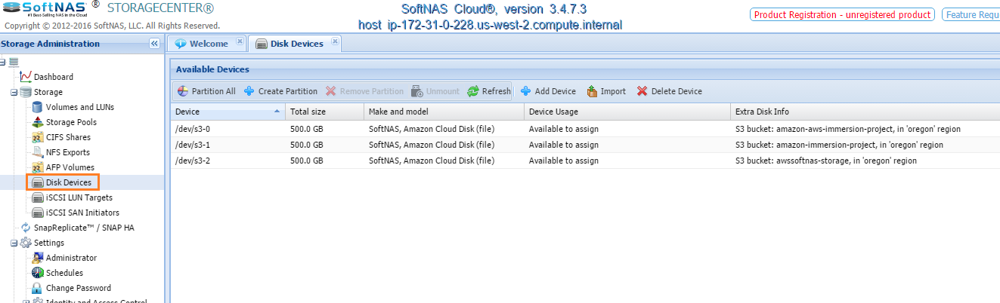 SoftNAS® STORAGECENTER®
#1 Best-Selling NAS in the Cloud
Copyright © 2012-2016 SoftNAS, LLC. All Rights Reserved.
SoftNAS Cloud®, version 3.4.7.3
host ip-172-31-0-228.us-west-2.compute.internal
Product Registration - unregistered product
Feature Requ
Storage Administration
Dashboard
Storage
Volumes and LUNs
Storage Pools
CIFS Shares
NFS Exports
AFP Volumes
Disk Devices
iSCSI LUN Targets
iSCSI SAN Initiators
SnapReplicate™ / SNAP HA
Settings
Administrator
Schedules
Change Password
Identity and Access Control
Welcome Disk Devices
Available Devices
Partition All Create Partition Remove Partition Unmount Refresh Add Device Import Delete Device
Device Total size Make and model Device Usage Extra Disk Info
/dev/s3-0 500.0 GB SoftNAS, Amazon Cloud Disk (file) Available to assign S3 bucket: amazon-aws-immersion-project, in 'oregon' region
/dev/s3-1 500.0 GB SoftNAS, Amazon Cloud Disk (file) Available to assign S3 bucket: amazon-immersion-project, in 'oregon' region
/dev/s3-2 500.0 GB SoftNAS, Amazon Cloud Disk (file) Available to assign S3 bucket: awssoftnas-storage, in 'oregon' region